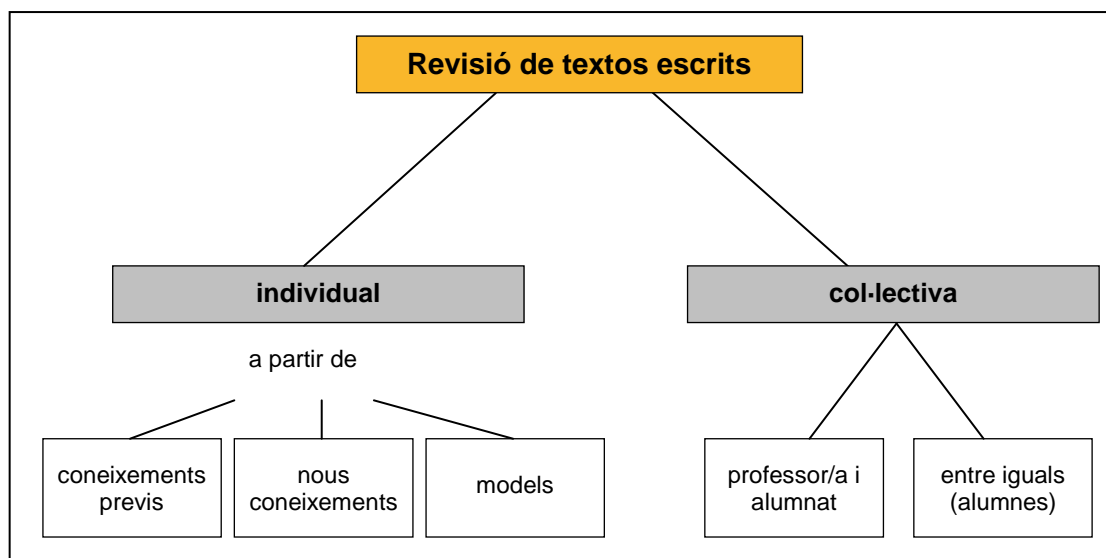 Revisió de textos escrits
individual
col·lectiva
a partir de
coneixements
previs
nous
coneixements
models
professor/a i
alumnat
entre iguals
(alumnes)